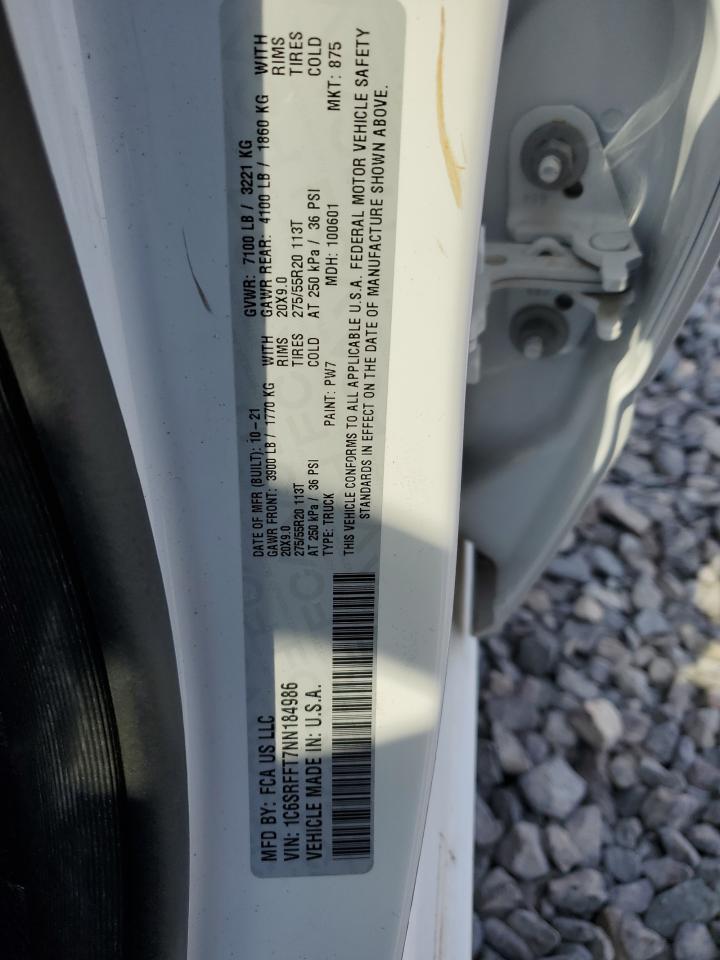 MFD BY: FCA US LLC
VIN: 1C6SRFFT7NN184986
VEHICLE MADE IN: U.S.A.
DATE OF MFR (BUILT): 10-21 GVWR: 7100 LB / 3221 KG
GAWR FRONT: 3900 LB / 1770 KG WITH GAWR REAR: 4100 LB / 1860 KG WITH
20X9.0 RIMS 20X9.0 RIMS
275/55R20 113T TIRES 275/55R20 113T TIRES
AT 250 kPa / 36 PSI COLD AT 250 kPa / 36 PSI COLD
TYPE: TRUCK PAINT: PW7 MDH: 100601 MKT: 875
THIS VEHICLE CONFORMS TO ALL APPLICABLE U.S.A. FEDERAL MOTOR VEHICLE SAFETY
STANDARDS IN EFFECT ON THE DATE OF MANUFACTURE SHOWN ABOVE.